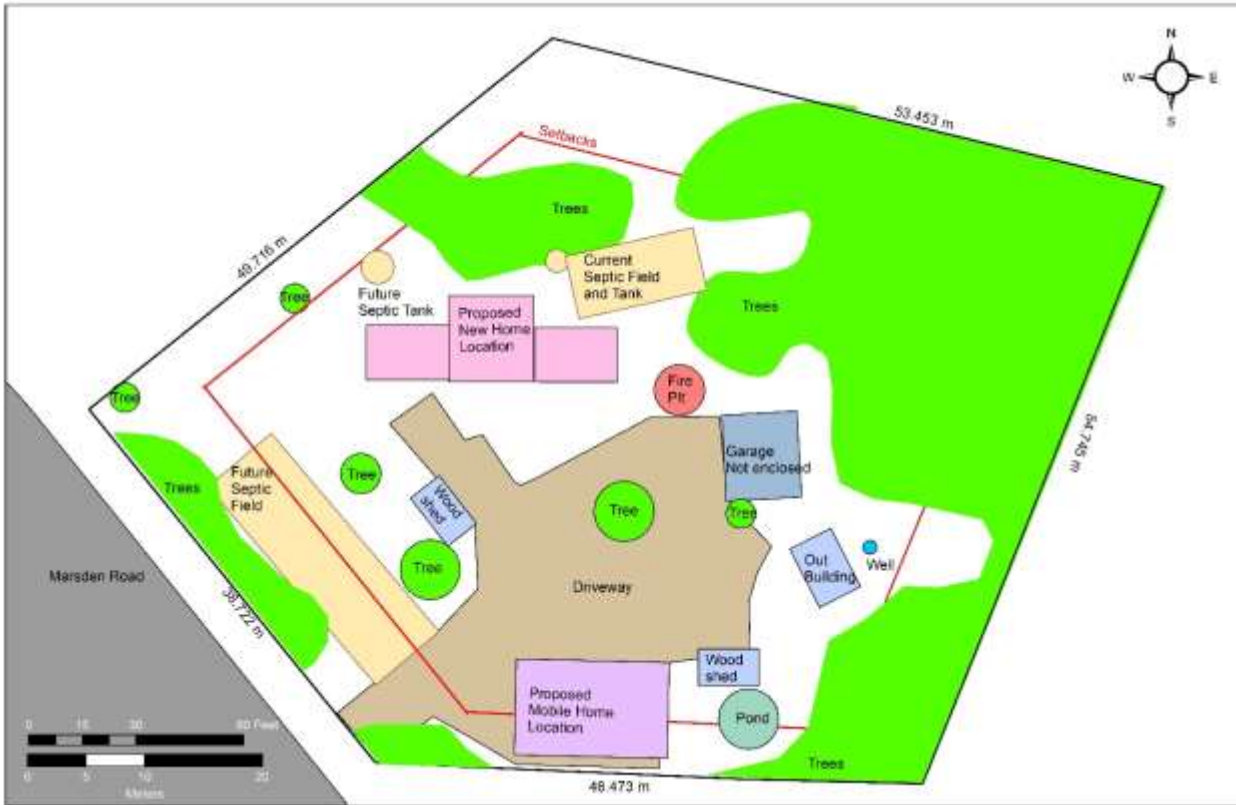 N
W E
S
53.453 m
Setbacks
Trees
49.716 m
Current
Septic Field
and Tank
Future
Septic Tank
Tree
Proposed
New Home
Location
Trees
Fire
Pit
Tree
Garage
Not enclosed
54.745 m
Future
Septic
Field
Trees
Tree
Wood
shed
Tree
Tree
Tree
Out
Building
Well
Marsden Road
Driveway
38.722 m
Wood
shed
Proposed
Mobile Home
Location
Pond
Trees
0 10 30 60 Feet
0 5 10 20
Meters
48.473 m